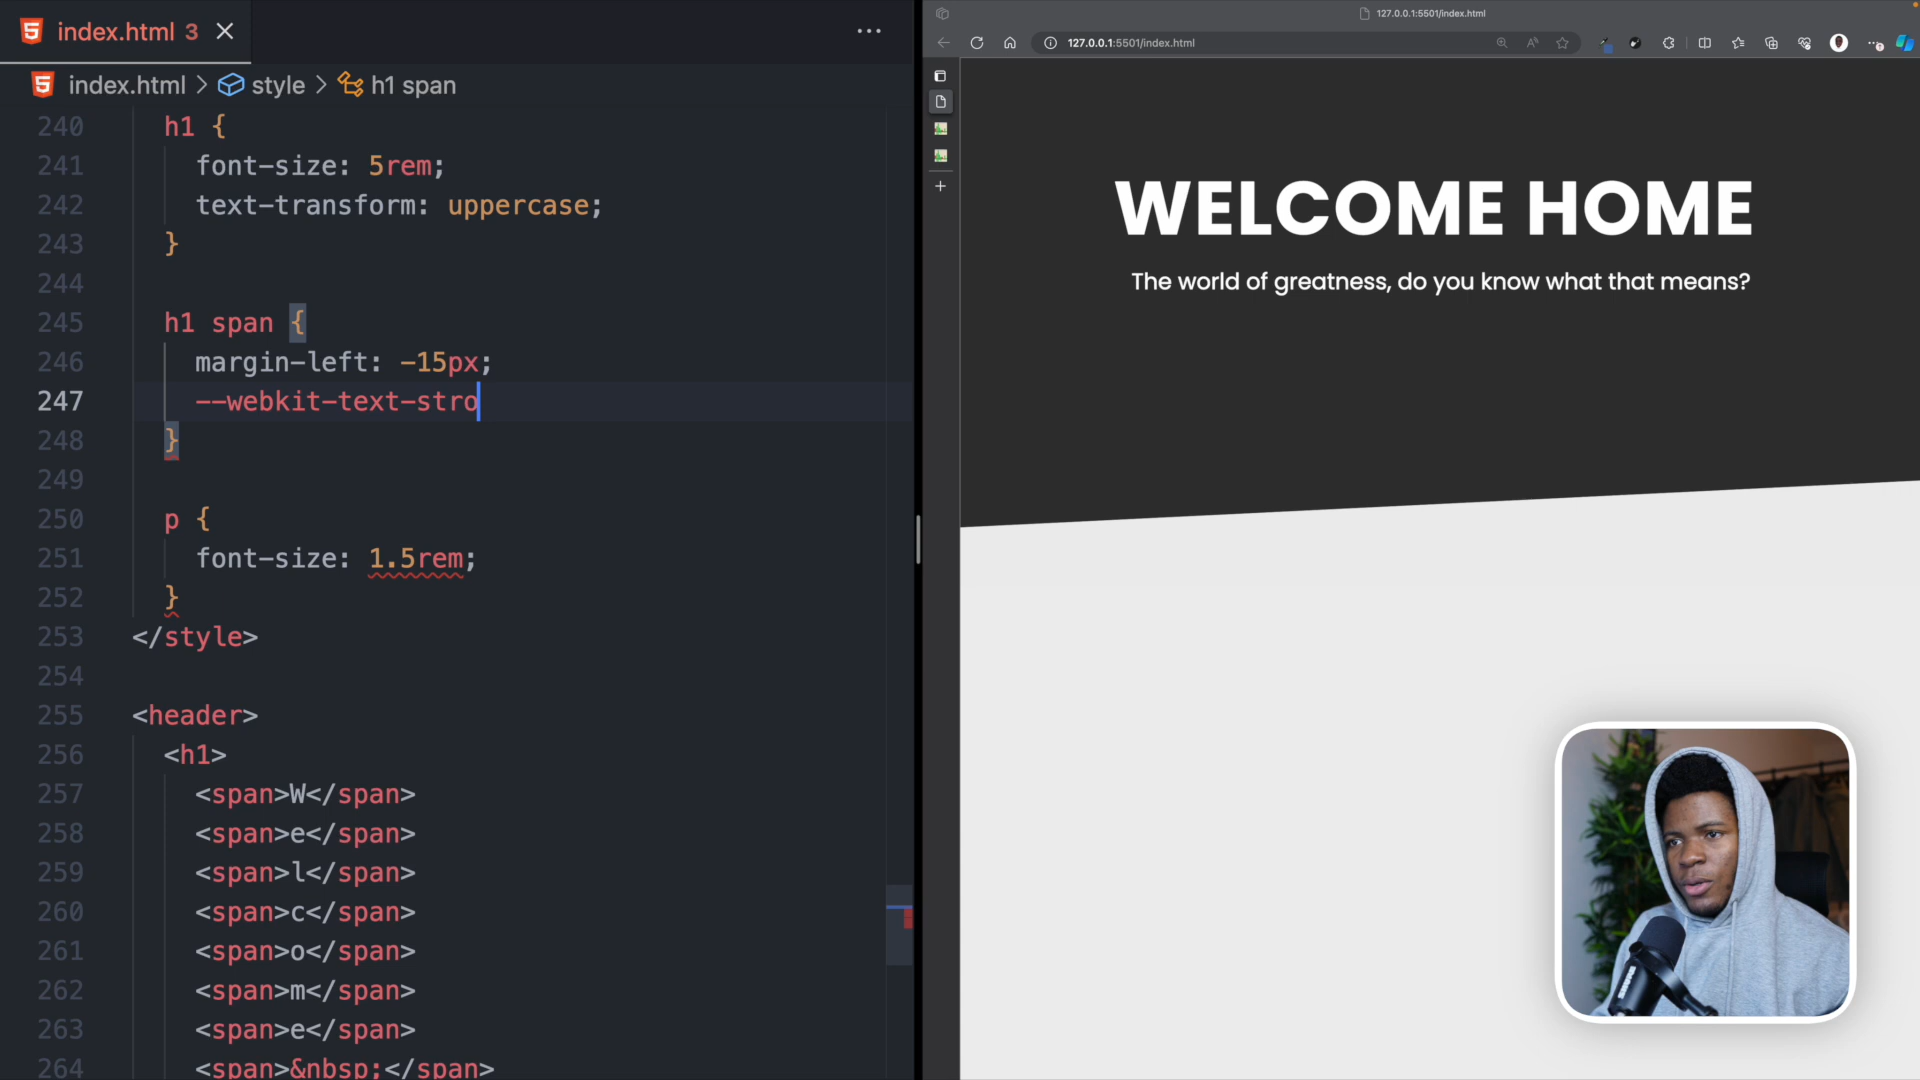 index.html 3
index.html > style > h1 span
240 h1 {
241 font-size: 5rem;
242 text-transform: uppercase;
243 }
244
245 h1 span {
246 margin-left: -15px;
247 --webkit-text-stro
248 }
249
250 p {
251 font-size: 1.5rem;
252 }
253 </style>
254
255 <header>
256 <h1>
257 <span>W</span>
258 <span>e</span>
259 <span>l</span>
260 <span>c</span>
261 <span>o</span>
262 <span>m</span>
263 <span>e</span>
264 <span>&nbsp;</span>
127.0.0.1:5501/index.html
127.0.0.1:5501/index.html
WELCOME HOME
The world of greatness, do you know what that means?